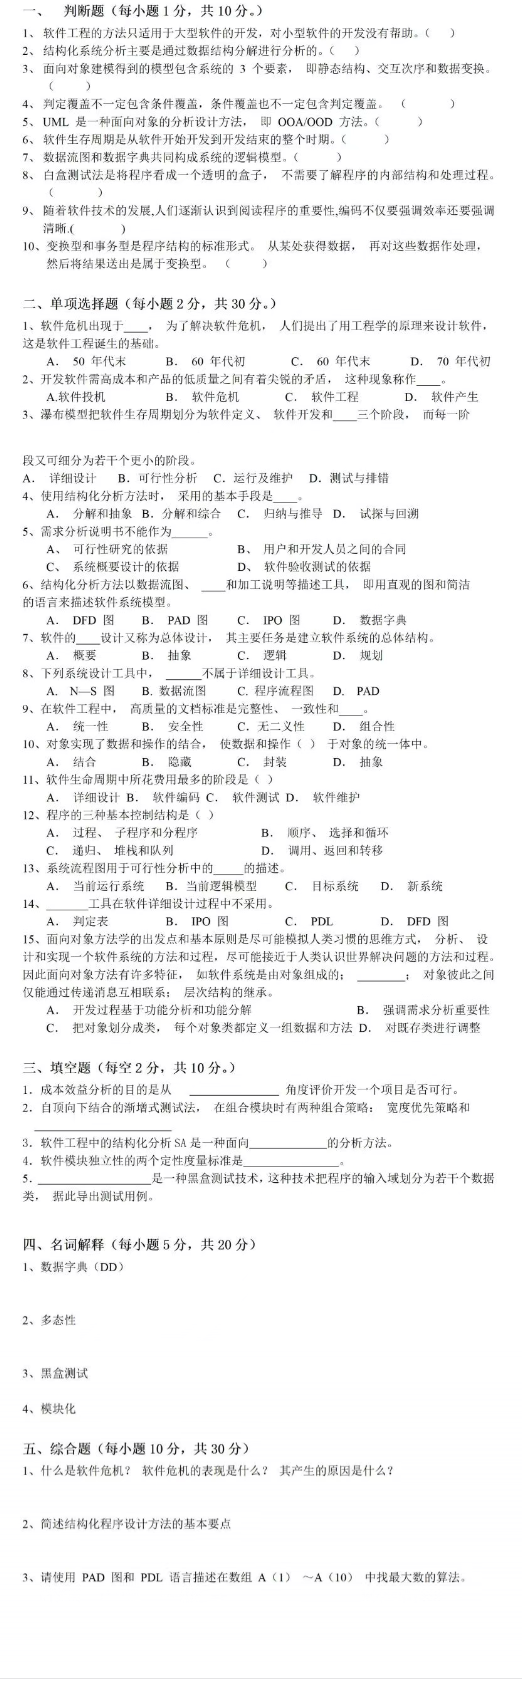 一、 判断题（每小题 1 分，共 10 分。）
1、 软件工程的方法只适用于大型软件的开发，对小型软件的开发没有帮助。（ ）
2、 结构化系统分析主要是通过数据结构分解进行分析的。（ ）
3、 面向对象建模得到的模型包含系统的 3 个要素， 即静态结构、交互次序和数据变换。
（ ）
4、 判定覆盖不一定包含条件覆盖，条件覆盖也不一定包含判定覆盖。 （ ）
5、 UML 是一种面向对象的分析设计方法， 即 OOA/OOD 方法。（ ）
6、 软件生存周期是从软件开始开发到开发结束的整个时期。（ ）
7、 数据流图和数据字典共同构成系统的逻辑模型。（ ）
8、 白盒测试法是将程序看成一个透明的盒子， 不需要了解程序的内部结构和处理过程。
（ ）
9、 随着软件技术的发展,人们逐渐认识到阅读程序的重要性,编码不仅要强调效率还要强调
清晰.( )
10、变换型和事务型是程序结构的标准形式。 从某处获得数据， 再对这些数据作处理，
然后将结果送出是属于变换型。 （ ）
二、单项选择题（每小题 2 分，共 30 分。）
1、软件危机出现于____， 为了解决软件危机， 人们提出了用工程学的原理来设计软件，
这是软件工程诞生的基础。
A. 50 年代末 B. 60 年代初 C. 60 年代末 D. 70 年代初
2、开发软件需高成本和产品的低质量之间有着尖锐的矛盾， 这种现象称作____。
A.软件投机 B. 软件危机 C. 软件工程 D. 软件产生
3、瀑布模型把软件生存周期划分为软件定义、 软件开发和____三个阶段， 而每一阶
段又可细分为若干个更小的阶段。
A. 详细设计 B. 可行性分析 C. 运行及维护 D. 测试与排错
4、使用结构化分析方法时， 采用的基本手段是____。
A. 分解和抽象 B. 分解和综合 C. 归纳与推导 D. 试探与回溯
5、需求分析说明书不能作为______。
A、 可行性研究的依据 B、 用户和开发人员之间的合同
C、 系统概要设计的依据 D、 软件验收测试的依据
6、结构化分析方法以数据流图、 ____和加工说明等描述工具， 即用直观的图和简洁
的语言来描述软件系统模型。
A. DFD 图 B. PAD 图 C. IPO 图 D. 数据字典
7、软件的____设计又称为总体设计， 其主要任务是建立软件系统的总体结构。
A. 概要 B. 抽象 C. 逻辑 D. 规划
8、下列系统设计工具中， ______不属于详细设计工具。
A. N—S 图 B. 数据流图 C. 程序流程图 D. PAD
9、在软件工程中， 高质量的文档标准是完整性、 一致性和____。
A. 统一性 B. 安全性 C. 无二义性 D. 组合性
10、对象实现了数据和操作的结合， 使数据和操作（ ） 于对象的统一体中。
A. 结合 B. 隐藏 C. 封装 D. 抽象
11、软件生命周期中所花费用最多的阶段是（ ）
A. 详细设计 B. 软件编码 C. 软件测试 D. 软件维护
12、程序的三种基本控制结构是（ ）
A. 过程、 子程序和分程序 B. 顺序、 选择和循环
C. 递归、 堆栈和队列 D. 调用、返回和转移
13、系统流程图用于可行性分析中的_____的描述。
A. 当前运行系统 B. 当前逻辑模型 C. 目标系统 D. 新系统
14、_______工具在软件详细设计过程中不采用。
A. 判定表 B. IPO 图 C. PDL D. DFD 图
15、面向对象方法学的出发点和基本原则是尽可能模拟人类习惯的思维方式， 分析、 设
计和实现一个软件系统的方法和过程，尽可能接近于人类认识世界解决问题的方法和过程。
因此面向对象方法有许多特征， 如软件系统是由对象组成的； ________； 对象彼此之间
仅能通过传递消息互相联系； 层次结构的继承。
A. 开发过程基于功能分析和功能分解 B. 强调需求分析重要性
C. 把对象划分成类， 每个对象类都定义一组数据和方法 D. 对既存类进行调整
三、填空题（每空 2 分，共 10 分。）
1．成本效益分析的目的是从 _______________ 角度评价开发一个项目是否可行。
2．自顶向下结合的渐增式测试法， 在组合模块时有两种组合策略： 宽度优先策略和
_______________________
3．软件工程中的结构化分析 SA 是一种面向_____________的分析方法。
4．软件模块独立性的两个定性度量标准是________________。
5．___________________是一种黑盒测试技术，这种技术把程序的输入域划分为若干个数据
类， 据此导出测试用例。
四、名词解释（每小题 5 分，共 20 分）
1、数据字典（DD）
2、多态性
3、黑盒测试
4、模块化
五、综合题（每小题 10 分，共 30 分）
1、什么是软件危机？ 软件危机的表现是什么？ 其产生的原因是什么？
2、简述结构化程序设计方法的基本要点
3、请使用 PAD 图和 PDL 语言描述在数组 A（1） ～A（10） 中找最大数的算法。